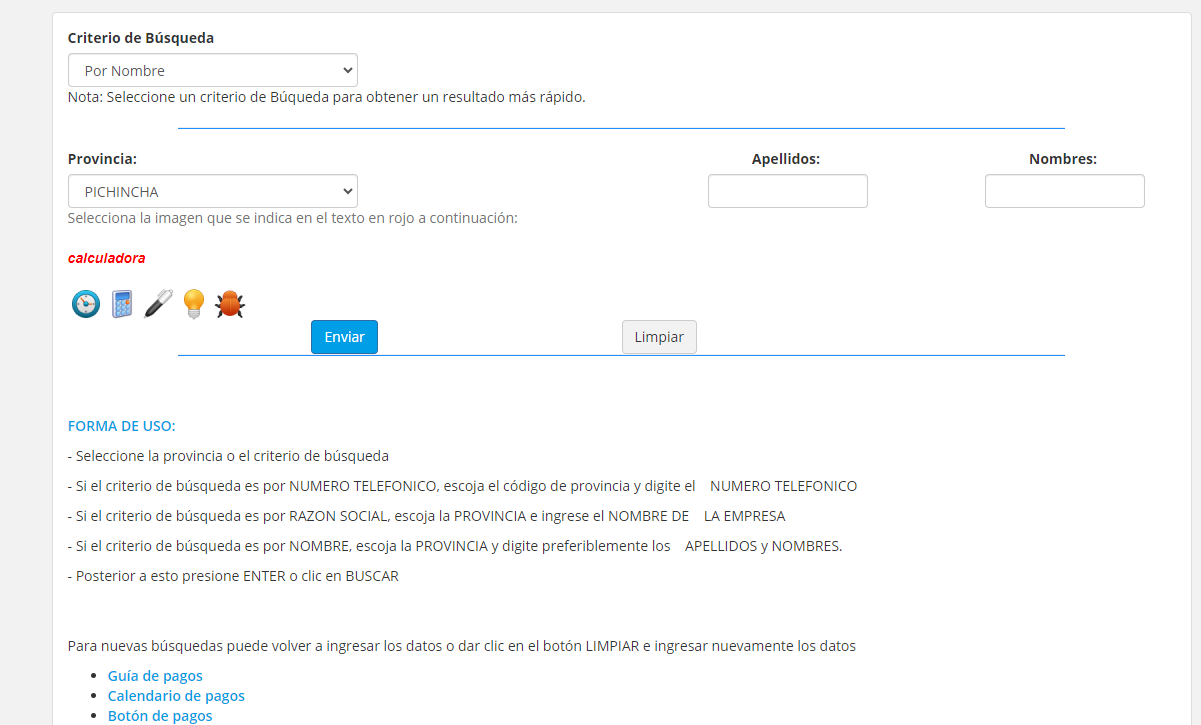 Criterio de Búsqueda
Por Nombre
Nota: Seleccione un criterio de Búqueda para obtener un resultado más rápido.
Provincia: Apellidos: Nombres:
PICHINCHA
Selecciona la imagen que se indica en el texto en rojo a continuación:
calculadora
Enviar Limpiar
FORMA DE USO:
- Seleccione la provincia o el criterio de búsqueda
- Si el criterio de búsqueda es por NUMERO TELEFONICO, escoja el código de provincia y digite el NUMERO TELEFONICO
- Si el criterio de búsqueda es por RAZON SOCIAL, escoja la PROVINCIA e ingrese el NOMBRE DE LA EMPRESA
- Si el criterio de búsqueda es por NOMBRE, escoja la PROVINCIA y digite preferiblemente los APELLIDOS y NOMBRES.
- Posterior a esto presione ENTER o clic en BUSCAR
Para nuevas búsquedas puede volver a ingresar los datos o dar clic en el botón LIMPIAR e ingresar nuevamente los datos
• Guía de pagos
• Calendario de pagos
• Botón de pagos